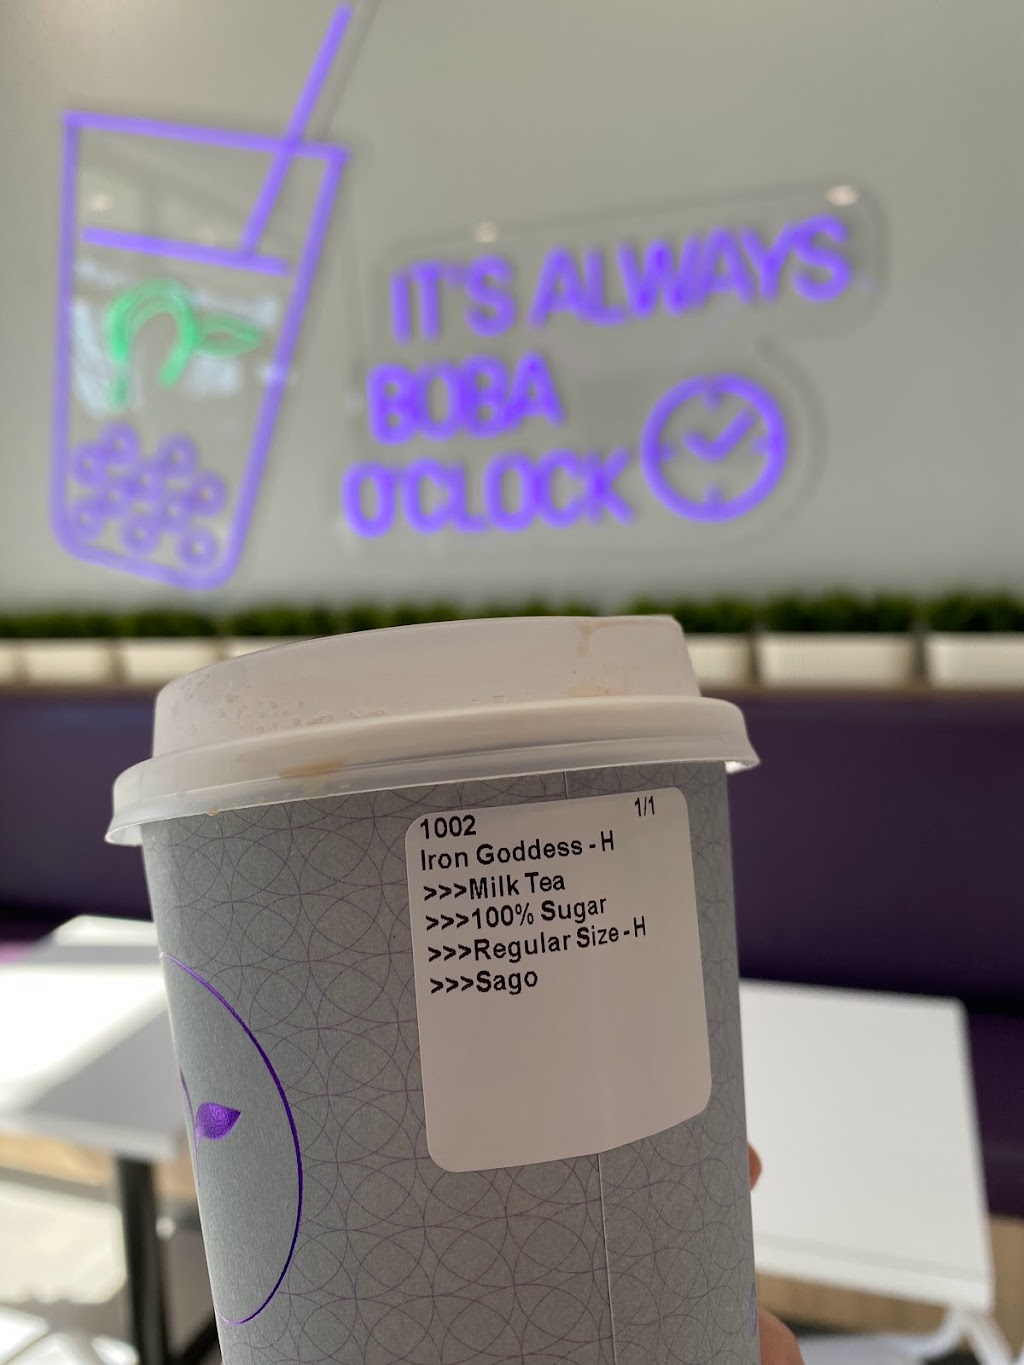 IT'S ALWAYS
BOBA
O'CLOCK
1002 1/1
Iron Goddess - H
>>>Milk Tea
>>>100% Sugar
>>>Regular Size - H
>>>Sago